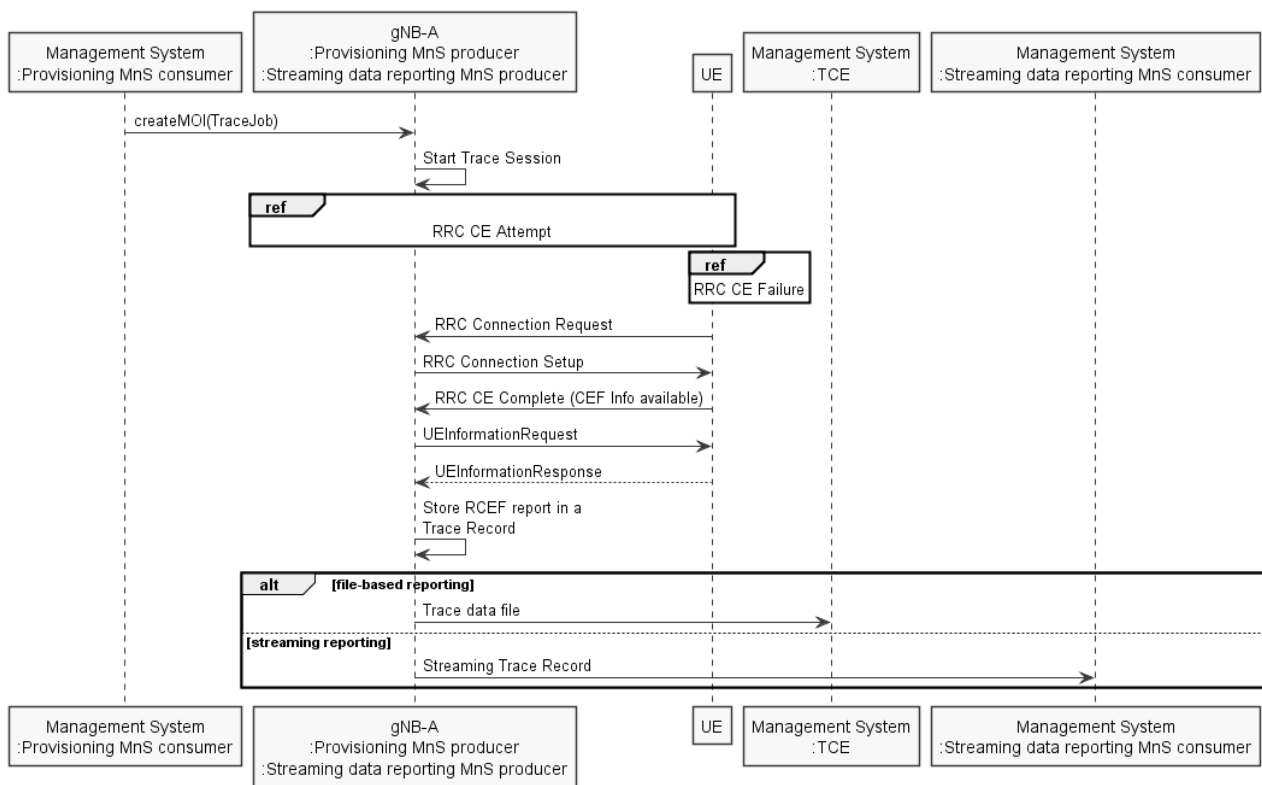 Management System
:Provisioning MnS consumer
gNB-A
:Provisioning MnS producer
:Streaming data reporting MnS producer
UE
Management System
:TCE
Management System
:Streaming data reporting MnS consumer
createMOI(TraceJob)
Start Trace Session
ref
RRC CE Attempt
ref
RRC CE Failure
RRC Connection Request
RRC Connection Setup
RRC CE Complete (CEF Info available)
UEInformationRequest
UEInformationResponse
Store RCEF report in a
Trace Record
alt [file-based reporting]
Trace data file
[streaming reporting]
Streaming Trace Record
Management System
:Provisioning MnS consumer
gNB-A
:Provisioning MnS producer
:Streaming data reporting MnS producer
UE
Management System
:TCE
Management System
:Streaming data reporting MnS consumer